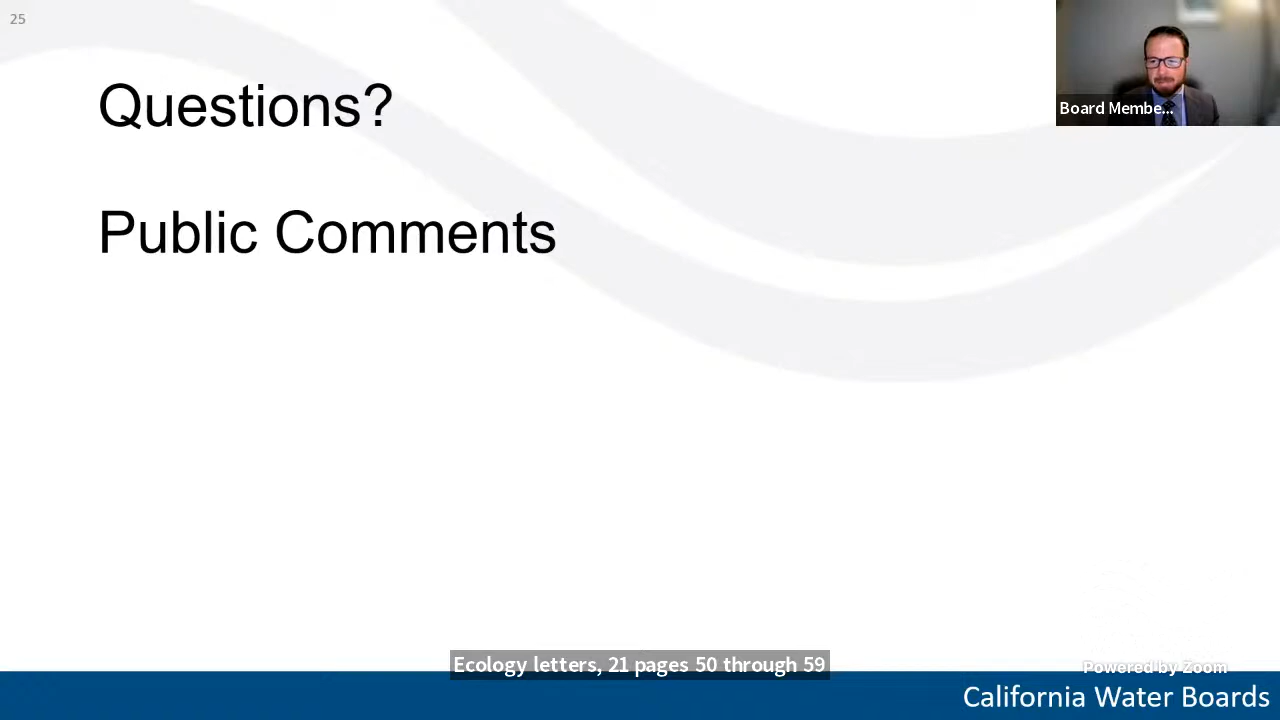 25
Questions?
Board Membe...
Public Comments
Ecology letters, 21 pages 50 through 59
Powered by Zoom
California Water Boards